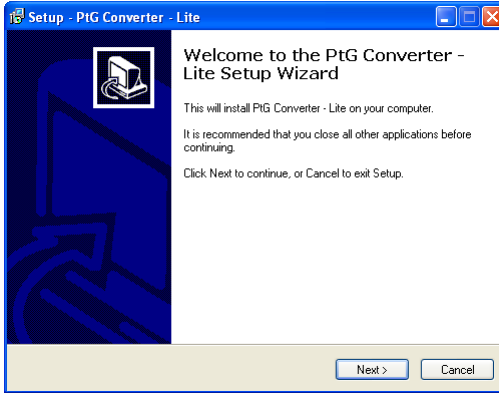 Setup - PtG Converter - Lite
Welcome to the PtG Converter -
Lite Setup Wizard
This will install PtG Converter - Lite on your computer.
It is recommended that you close all other applications before
continuing.
Click Next to continue, or Cancel to exit Setup.
Next >
Cancel